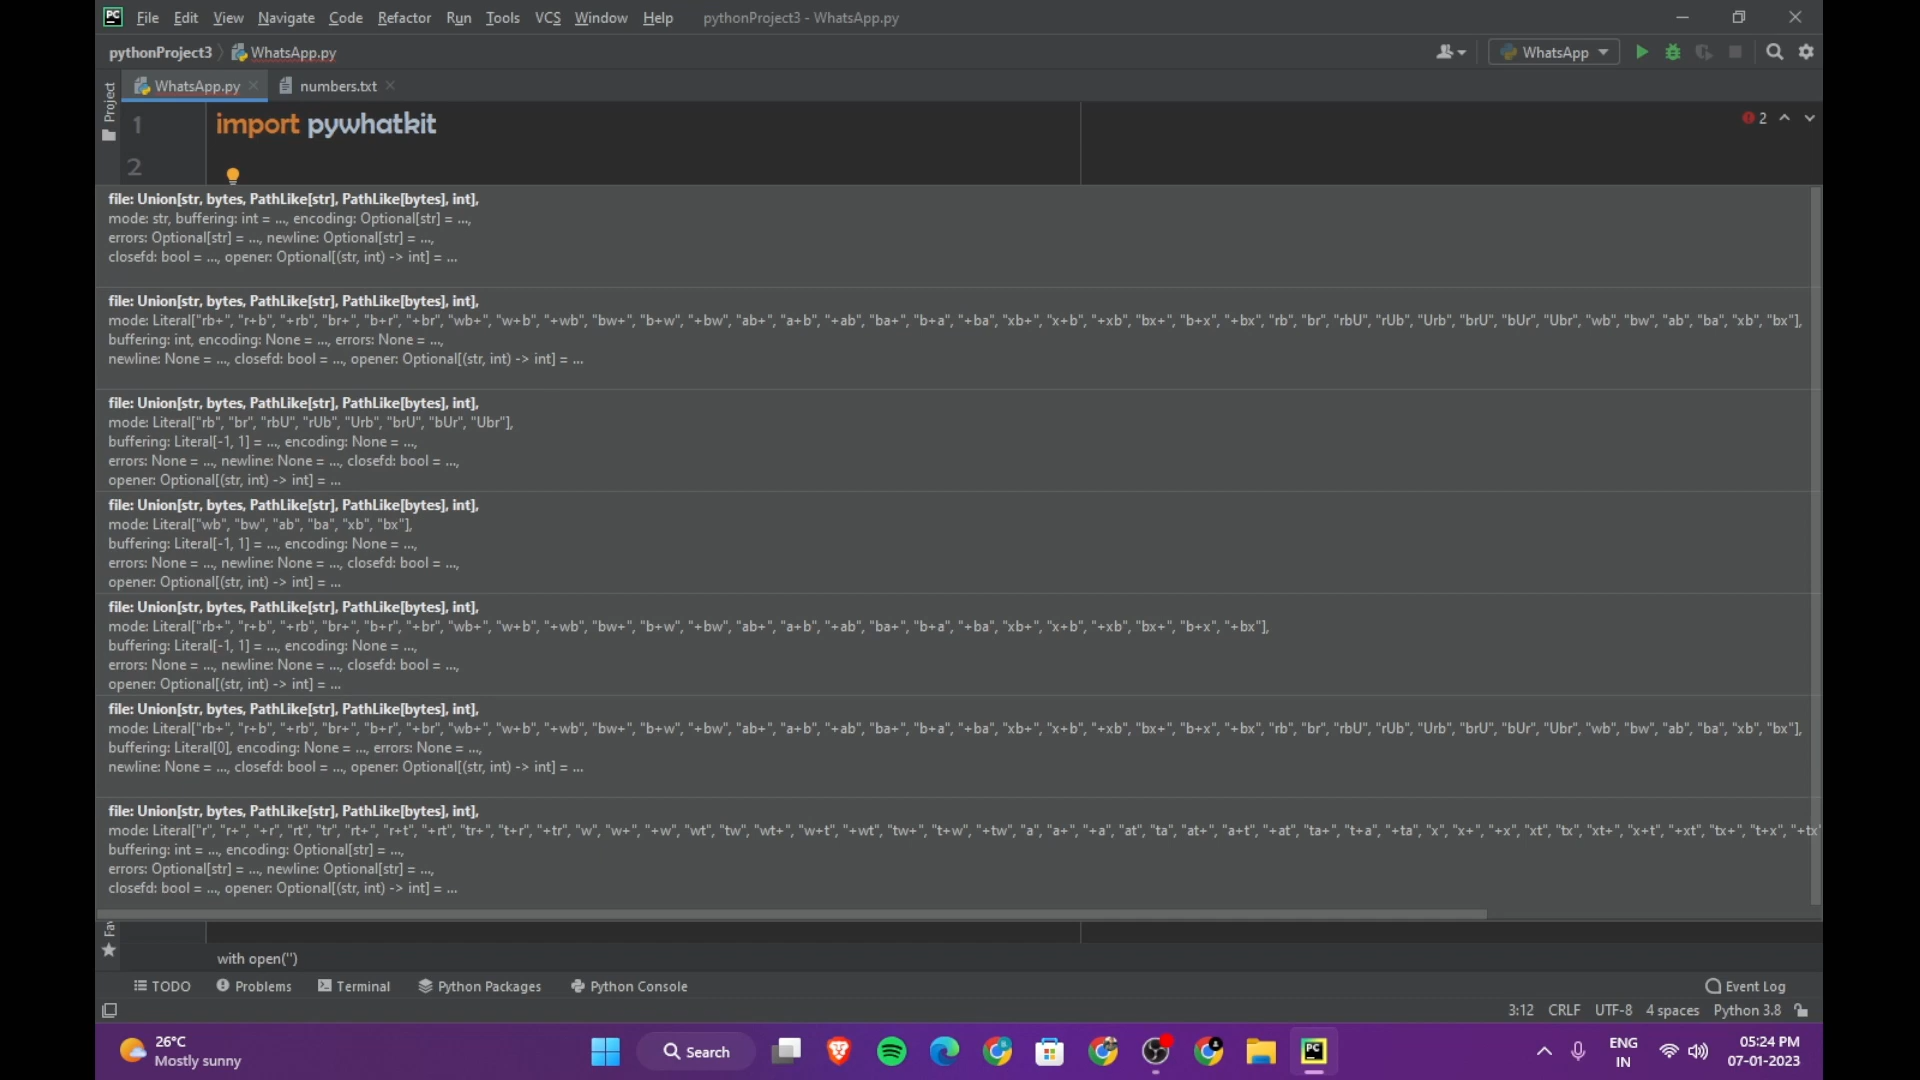 File Edit View Navigate Code Refactor Run Tools VCS Window Help pythonProject3 - WhatsApp.py
pythonProject3 WhatsApp.py WhatsApp
WhatsApp.py numbers.txt
Project
1 import pywhatkit 2
2
file: Union[str, bytes, PathLike[str], PathLike[bytes], int],
mode: str, buffering: int = ..., encoding: Optional[str] = ...,
errors: Optional[str] = ..., newline: Optional[str] = ...,
closefd: bool = ..., opener: Optional[(str, int) -> int] = ...
file: Union[str, bytes, PathLike[str], PathLike[bytes], int],
mode: Literal["rb+", "r+b", "+rb", "br+", "b+r", "+br", "wb+", "w+b", "+wb", "bw+", "b+w", "+bw", "ab+", "a+b", "+ab", "ba+", "b+a", "+ba", "xb+", "x+b", "+xb", "bx+", "b+x", "+bx", "rb", "br", "rbU", "rUb", "Urb", "brU", "bUr", "Ubr", "wb", "bw", "ab", "ba", "xb", "bx"],
buffering: int, encoding: None = ..., errors: None = ...,
newline: None = ..., closefd: bool = ..., opener: Optional[(str, int) -> int] = ...
file: Union[str, bytes, PathLike[str], PathLike[bytes], int],
mode: Literal["rb", "br", "rbU", "rUb", "Urb", "brU", "bUr", "Ubr"],
buffering: Literal[-1, 1] = ..., encoding: None = ...,
errors: None = ..., newline: None = ..., closefd: bool = ...,
opener: Optional[(str, int) -> int] = ...
file: Union[str, bytes, PathLike[str], PathLike[bytes], int],
mode: Literal["wb", "bw", "ab", "ba", "xb", "bx"],
buffering: Literal[-1, 1] = ..., encoding: None = ...,
errors: None = ..., newline: None = ..., closefd: bool = ...,
opener: Optional[(str, int) -> int] = ...
file: Union[str, bytes, PathLike[str], PathLike[bytes], int],
mode: Literal["rb+", "r+b", "+rb", "br+", "b+r", "+br", "wb+", "w+b", "+wb", "bw+", "b+w", "+bw", "ab+", "a+b", "+ab", "ba+", "b+a", "+ba", "xb+", "x+b", "+xb", "bx+", "b+x", "+bx"],
buffering: Literal[-1, 1] = ..., encoding: None = ...,
errors: None = ..., newline: None = ..., closefd: bool = ...,
opener: Optional[(str, int) -> int] = ...
file: Union[str, bytes, PathLike[str], PathLike[bytes], int],
mode: Literal["rb+", "r+b", "+rb", "br+", "b+r", "+br", "wb+", "w+b", "+wb", "bw+", "b+w", "+bw", "ab+", "a+b", "+ab", "ba+", "b+a", "+ba", "xb+", "x+b", "+xb", "bx+", "b+x", "+bx", "rb", "br", "rbU", "rUb", "Urb", "brU", "bUr", "Ubr", "wb", "bw", "ab", "ba", "xb", "bx"],
buffering: Literal[0], encoding: None = ..., errors: None = ...,
newline: None = ..., closefd: bool = ..., opener: Optional[(str, int) -> int] = ...
file: Union[str, bytes, PathLike[str], PathLike[bytes], int],
mode: Literal["r", "r+", "+r", "rt", "tr", "rt+", "r+t", "+rt", "tr+", "t+r", "+tr", "w", "w+", "+w", "wt", "tw", "wt+", "w+t", "+wt", "tw+", "t+w", "+tw", "a", "a+", "+a", "at", "ta", "at+", "a+t", "+at", "ta+", "t+a", "+ta", "x", "x+", "+x", "xt", "tx", "xt+", "x+t", "+xt", "tx+", "t+x", "+tx"
buffering: int = ..., encoding: Optional[str] = ...,
errors: Optional[str] = ..., newline: Optional[str] = ...,
closefd: bool = ..., opener: Optional[(str, int) -> int] = ...
Fav
with open('')
TODO Problems Terminal Python Packages Python Console Event Log
3:12 CRLF UTF-8 4 spaces Python 3.8
26°C
Mostly sunny
Search
ENG
IN
05:24 PM
07-01-2023